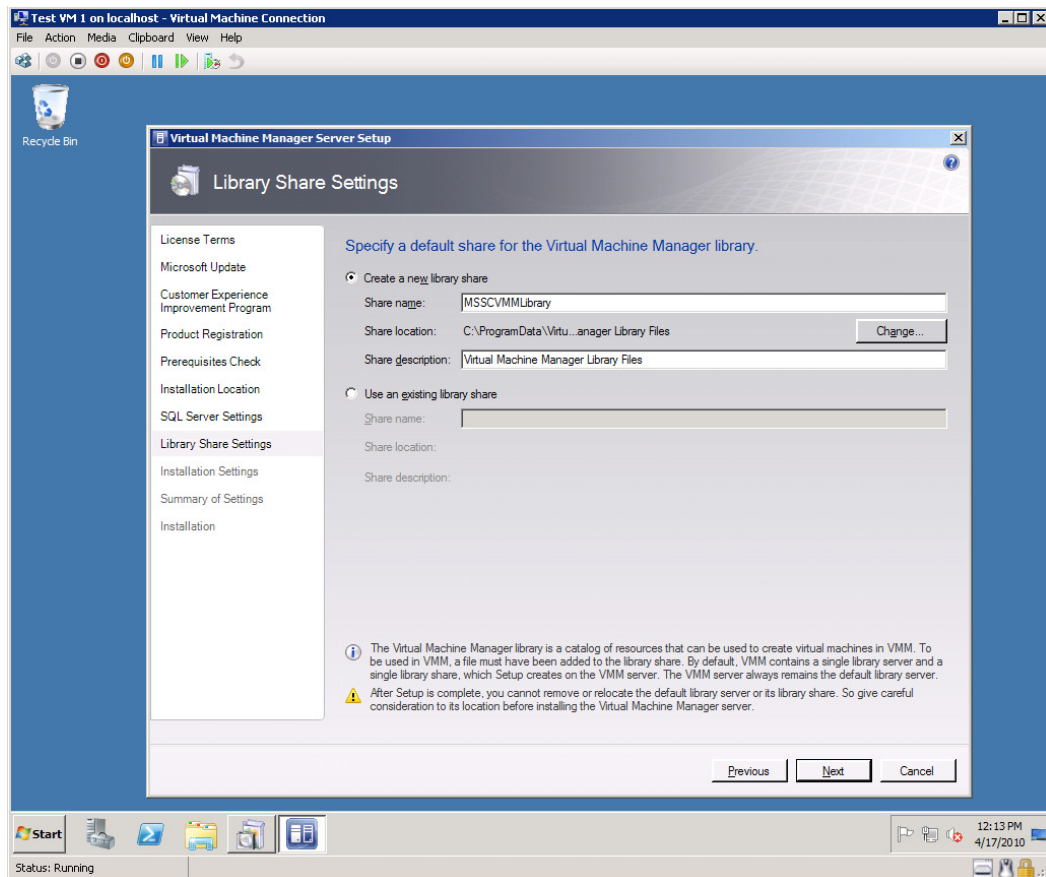 Test VM 1 on localhost - Virtual Machine Connection
File Action Media Clipboard View Help
Recycle Bin
Virtual Machine Manager Server Setup
Library Share Settings
License Terms
Microsoft Update
Customer Experience
Improvement Program
Product Registration
Prerequisites Check
Installation Location
SQL Server Settings
Library Share Settings
Installation Settings
Summary of Settings
Installation
Specify a default share for the Virtual Machine Manager library.
Create a new library share
Share name: MSSCVMMLibrary
Share location: C:\ProgramData\Virtu...anager Library Files Change...
Share description: Virtual Machine Manager Library Files
Use an existing library share
Share name:
Share location:
Share description:
The Virtual Machine Manager library is a catalog of resources that can be used to create virtual machines in VMM. To
be used in VMM, a file must have been added to the library share. By default, VMM contains a single library server and a
single library share, which Setup creates on the VMM server. The VMM server always remains the default library server.
After Setup is complete, you cannot remove or relocate the default library server or its library share. So give careful
consideration to its location before installing the Virtual Machine Manager server.
Previous Next Cancel
Start
12:13 PM
4/17/2010
Status: Running